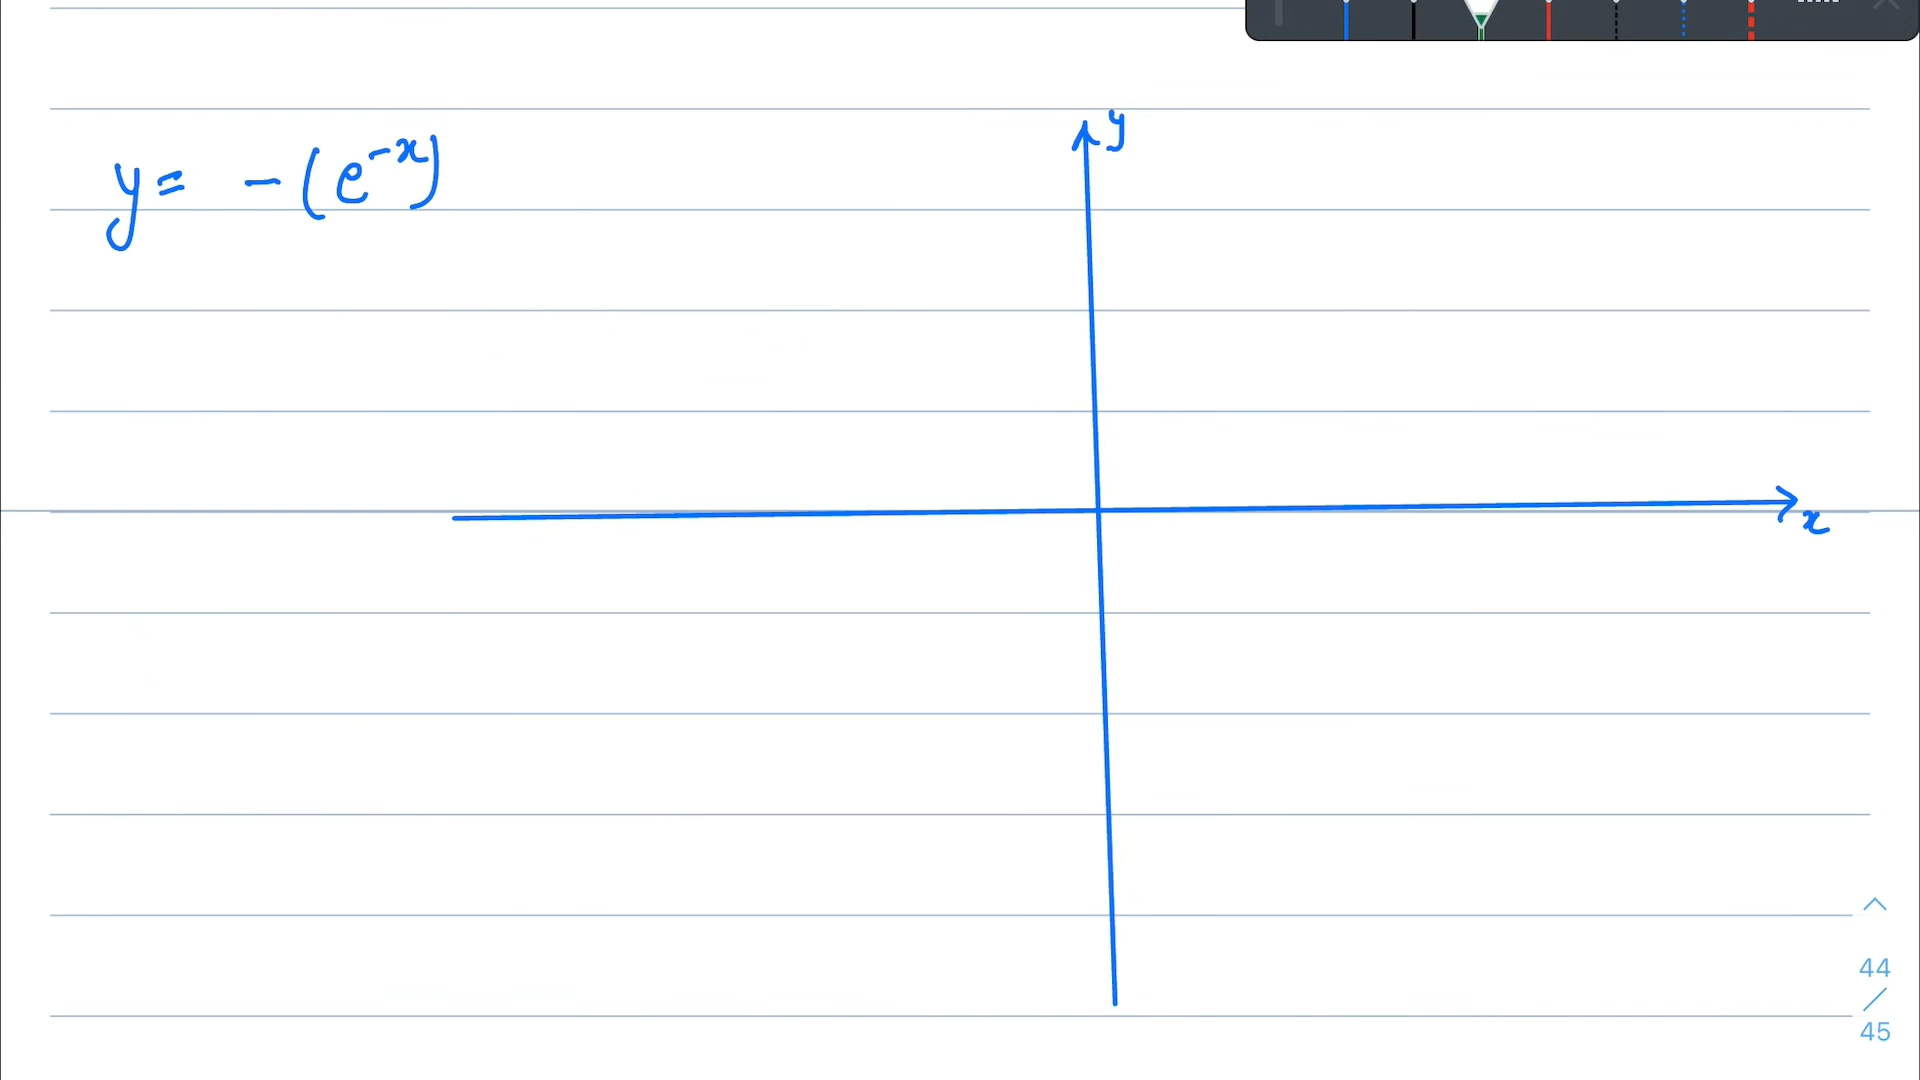 y
y = -(e^{-x})
x
44
/
45